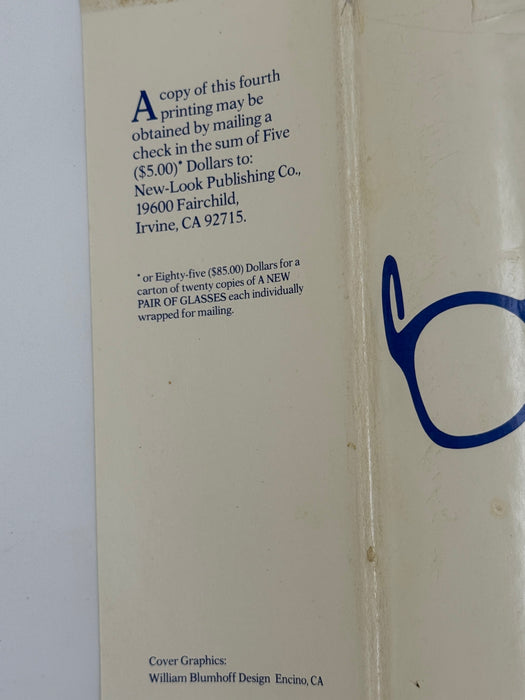 A copy of this fourth
printing may be
obtained by mailing a
check in the sum of Five
($5.00)* Dollars to:
New-Look Publishing Co.,
19600 Fairchild,
Irvine, CA 92715.
* or Eighty-five ($85.00) Dollars for a
carton of twenty copies of A NEW
PAIR OF GLASSES each individually
wrapped for mailing.
Cover Graphics:
William Blumhoff Design Encino, CA